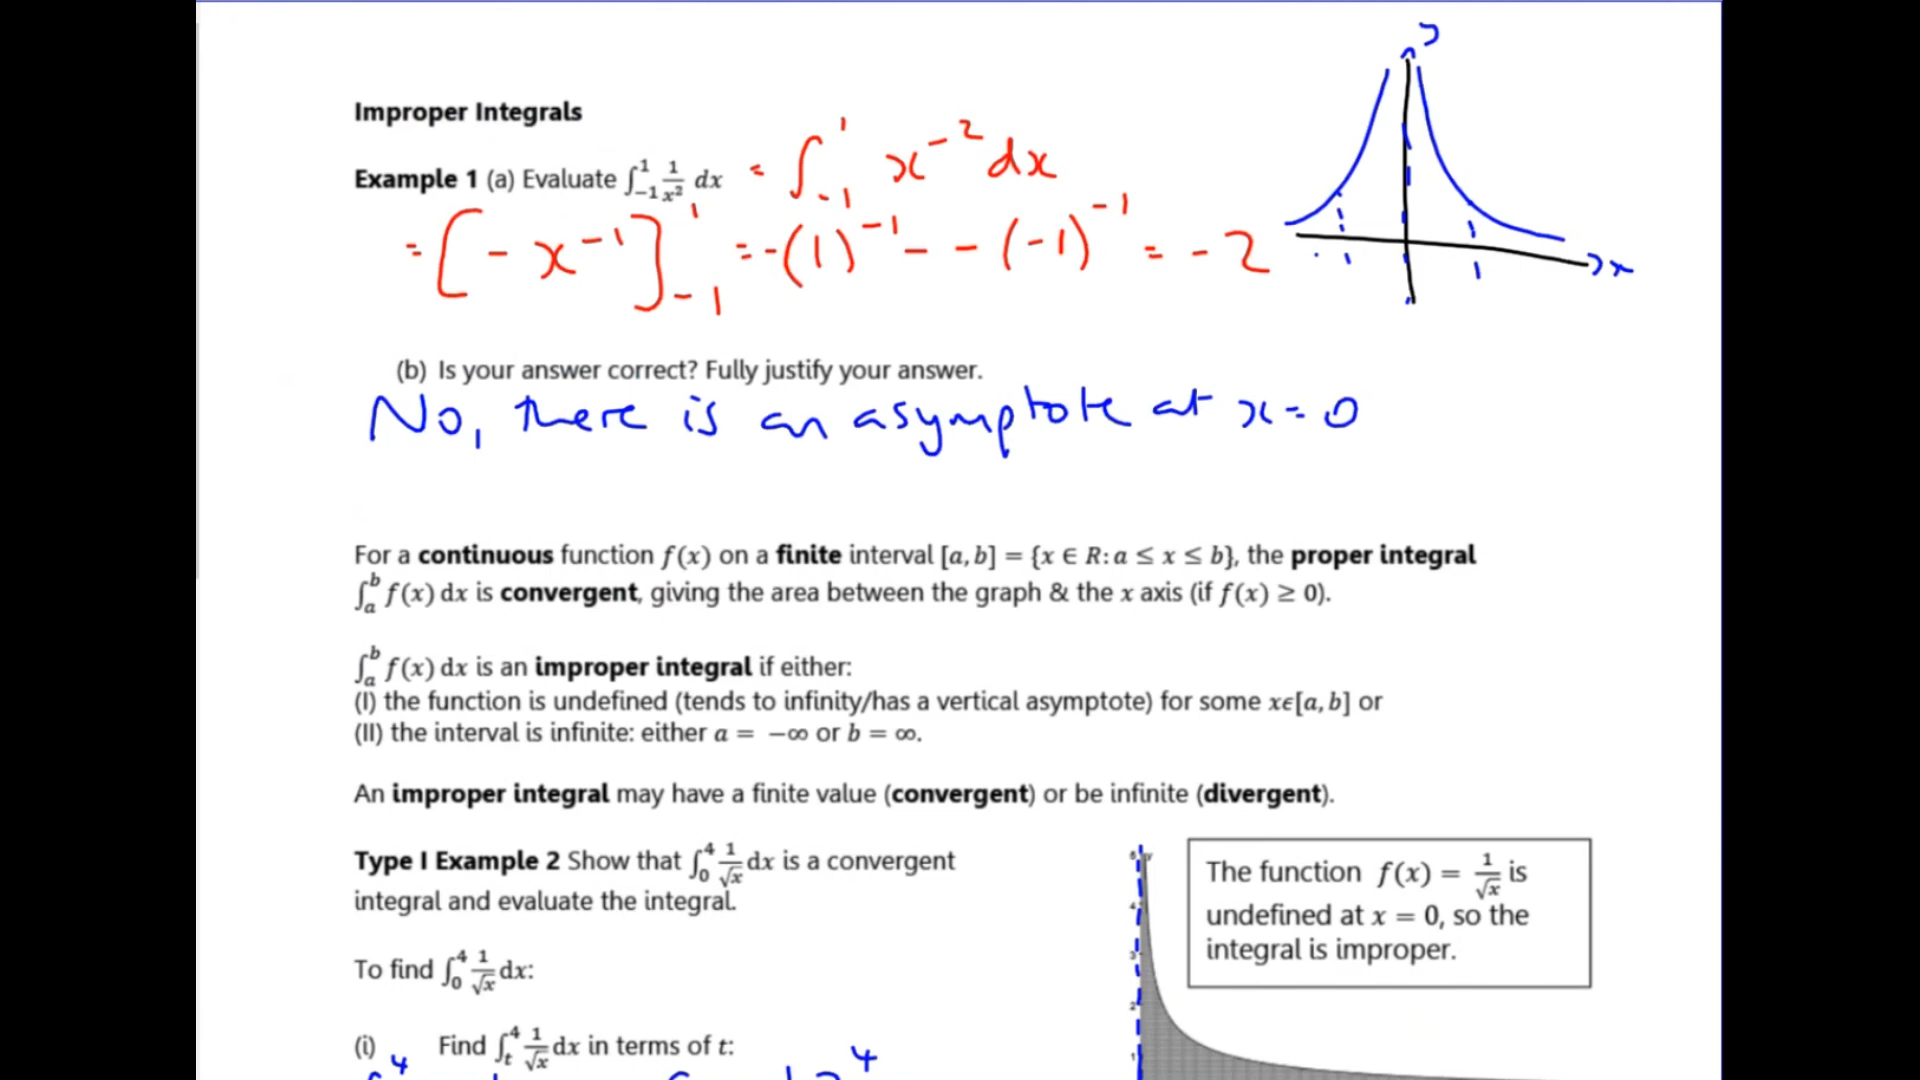 Improper Integrals
Example 1 (a) Evaluate ∫₋₁¹ 1/x² dx = ∫₋₁¹ x⁻² dx
= [-x⁻¹]₋₁¹ = -(1)⁻¹ - -(-1)⁻¹ = -2
y
x
1
(b) Is your answer correct? Fully justify your answer.
No, there is an asymptote at x=0
For a continuous function f(x) on a finite interval [a, b] = {x ∈ R: a ≤ x ≤ b}, the proper integral
∫ₐᵇ f(x) dx is convergent, giving the area between the graph & the x axis (if f(x) ≥ 0).
∫ₐᵇ f(x) dx is an improper integral if either:
(I) the function is undefined (tends to infinity/has a vertical asymptote) for some xϵ[a, b] or
(II) the interval is infinite: either a = −∞ or b = ∞.
An improper integral may have a finite value (convergent) or be infinite (divergent).
Type I Example 2 Show that ∫₀⁴ 1/√x dx is a convergent
integral and evaluate the integral.
The function f(x) = 1/√x is
undefined at x = 0, so the
integral is improper.
To find ∫₀⁴ 1/√x dx:
(i) Find ∫ₜ⁴ 1/√x dx in terms of t:
4
4